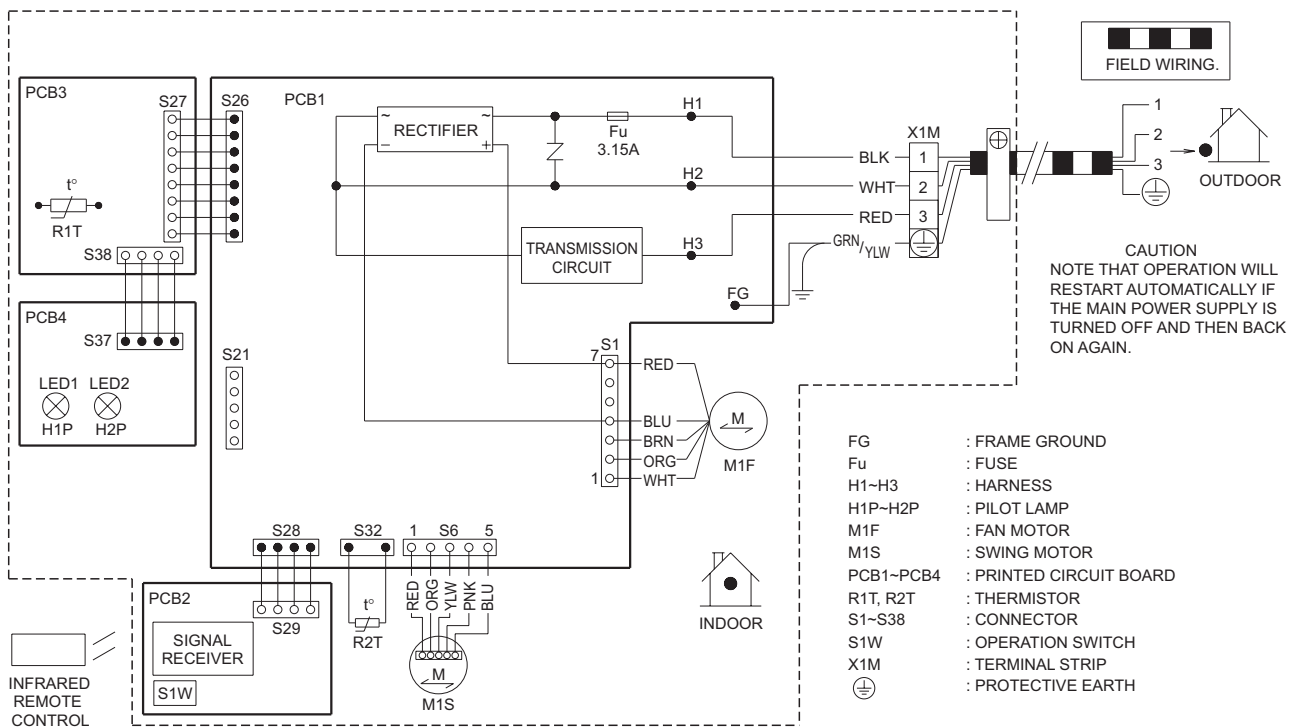 PCB3
S27
S26
PCB1
~
RECTIFIER
~
−
+
Fu
3.15A
H1
H2
H3
TRANSMISSION
CIRCUIT
FG
t°
R1T
S38
PCB4
S37
LED1 LED2
H1P H2P
S21
X1M
BLK
1
WHT
2
RED
3
GRN/
YLW
FIELD WIRING.
1
2
3
OUTDOOR
CAUTION
NOTE THAT OPERATION WILL
RESTART AUTOMATICALLY IF
THE MAIN POWER SUPPLY IS
TURNED OFF AND THEN BACK
ON AGAIN.
S1
7
RED
BLU
BRN
ORG
1
WHT
M
M1F
S28
S32
1 S6 5
RED
ORG
YLW
PNK
BLU
PCB2
S29
SIGNAL
RECEIVER
S1W
t°
R2T
M
M1S
INDOOR
INFRARED
REMOTE
CONTROL
FG : FRAME GROUND
Fu : FUSE
H1~H3 : HARNESS
H1P~H2P : PILOT LAMP
M1F : FAN MOTOR
M1S : SWING MOTOR
PCB1~PCB4 : PRINTED CIRCUIT BOARD
R1T, R2T : THERMISTOR
S1~S38 : CONNECTOR
S1W : OPERATION SWITCH
X1M : TERMINAL STRIP
: PROTECTIVE EARTH